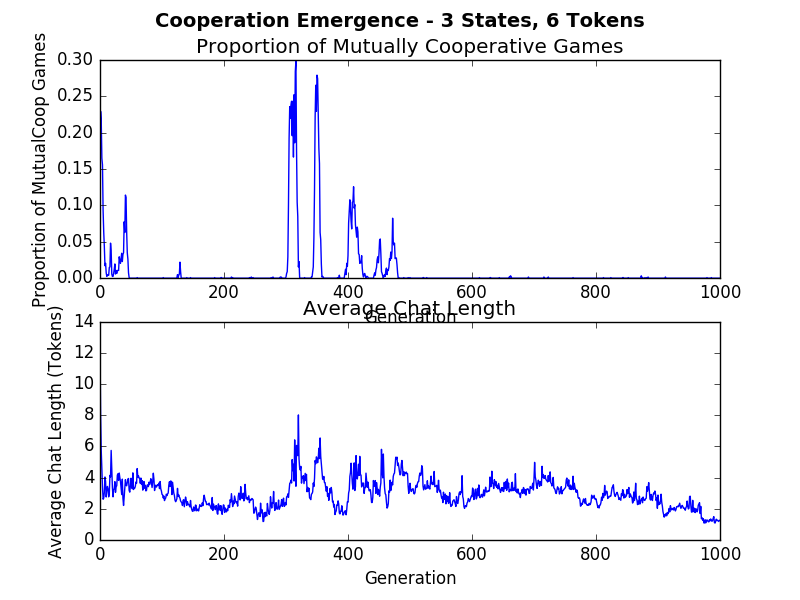 Cooperation Emergence - 3 States, 6 Tokens
Proportion of Mutually Cooperative Games
Proportion of MutualCoop Games
0.30
0.25
0.20
0.15
0.10
0.05
0.00
0 200 400 600 800 1000
Generation
Average Chat Length
Average Chat Length (Tokens)
14
12
10
8
6
4
2
0
0 200 400 600 800 1000
Generation